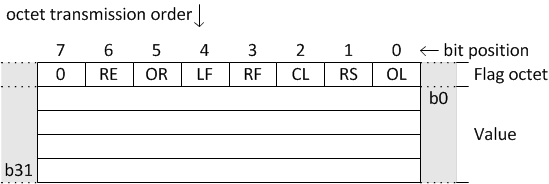 octet transmission order
7 6 5 4 3 2 1 0 bit position
0 RE OR LF RF CL RS OL Flag octet
b0
Value
b31